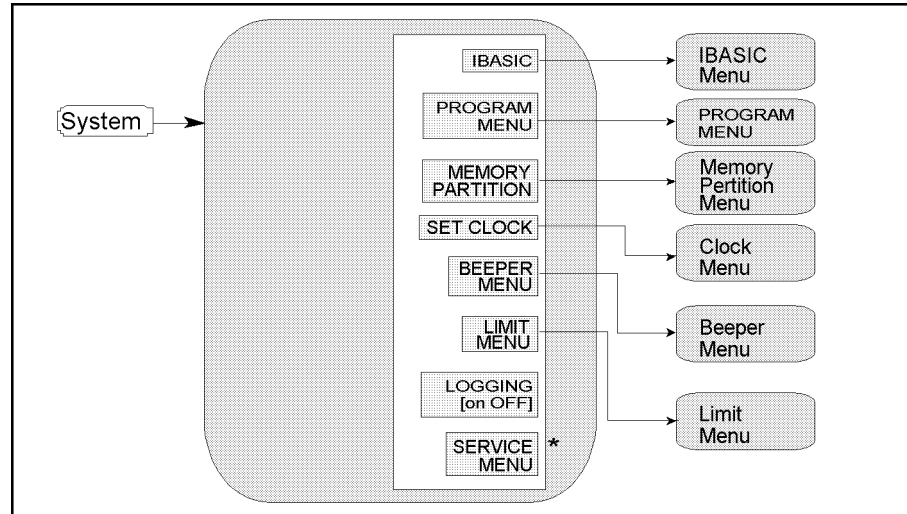 System
IBASIC
PROGRAM
MENU
MEMORY
PARTITION
SET CLOCK
BEEPER
MENU
LIMIT
MENU
LOGGING
[on OFF]
SERVICE
MENU
*
IBASIC
Menu
PROGRAM
MENU
Memory
Pertition
Menu
Clock
Menu
Beeper
Menu
Limit
Menu